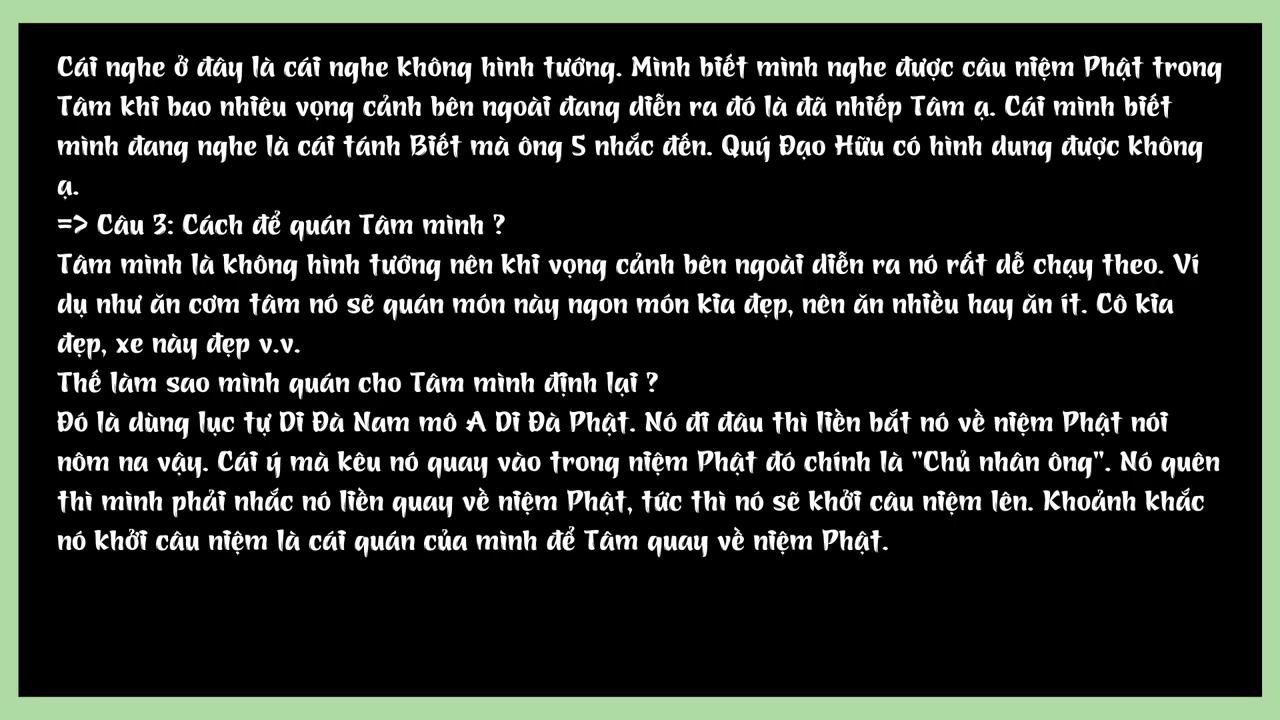 Cái nghe ở đây là cái nghe không hình tướng. Mình biết mình nghe được câu niệm Phật trong
Tâm khi bao nhiêu vọng cảnh bên ngoài đang diễn ra đó là đã nhiếp Tâm ạ. Cái mình biết
mình đang nghe là cái tánh Biết mà ông 5 nhắc đến. Quý Đạo Hữu có hình dung được không
ạ.
=> Câu 3: Cách để quán Tâm mình ?
Tâm mình là không hình tướng nên khi vọng cảnh bên ngoài diễn ra nó rất dễ chạy theo. Ví
dụ như ăn cơm tâm nó sẽ quán món này ngon món kia đẹp, nên ăn nhiều hay ăn ít. Cô kia
đẹp, xe này đẹp v.v.
Thế làm sao mình quán cho Tâm mình định lại ?
Đó là dùng lục tự Di Đà Nam mô A Di Đà Phật. Nó đi đâu thì liền bắt nó về niệm Phật nói
nôm na vậy. Cái ý mà kêu nó quay vào trong niệm Phật đó chính là "Chủ nhân ông". Nó quên
thì mình phải nhắc nó liền quay về niệm Phật, tức thì nó sẽ khởi câu niệm lên. Khoảnh khắc
nó khởi câu niệm là cái quán của mình để Tâm quay về niệm Phật.